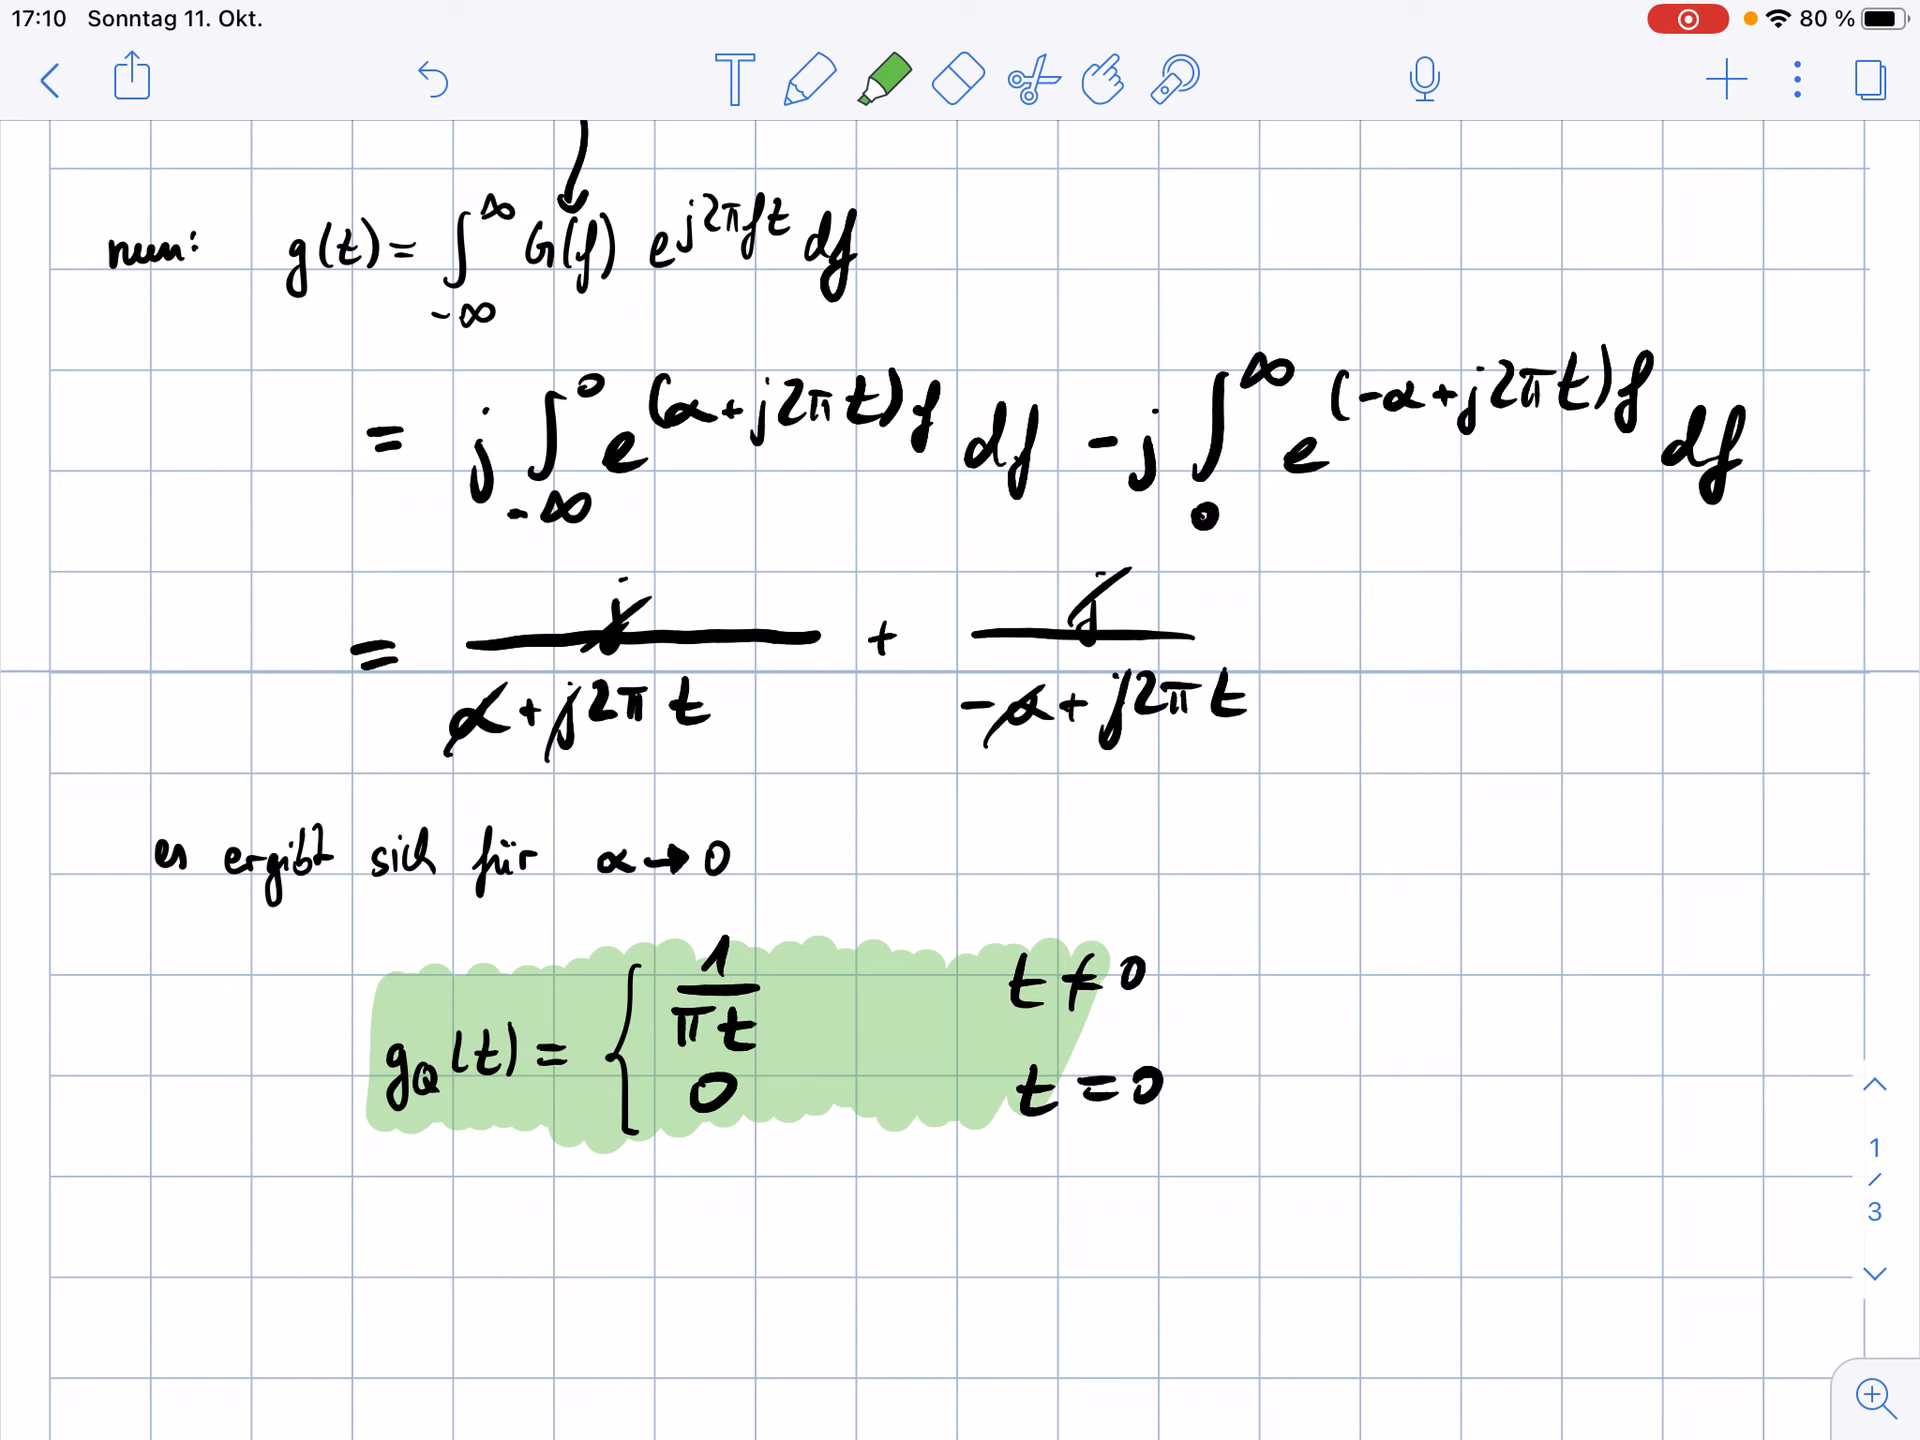 17:10 Sonntag 11. Okt. 80 %
T
nun: g(t) = ∫_{-∞}^{∞} G(f) e^{j2πft} df
= j ∫_{-∞}^{0} e^{(α+j2πt)f} df - j ∫_{0}^{∞} e^{(-α+j2πt)f} df
= j/(α+j2πt) + j/(-α+j2πt)
es ergibt sich für α → 0
g_Q(t) = { 1/(πt) t ≠ 0
0 t = 0
1
/
3